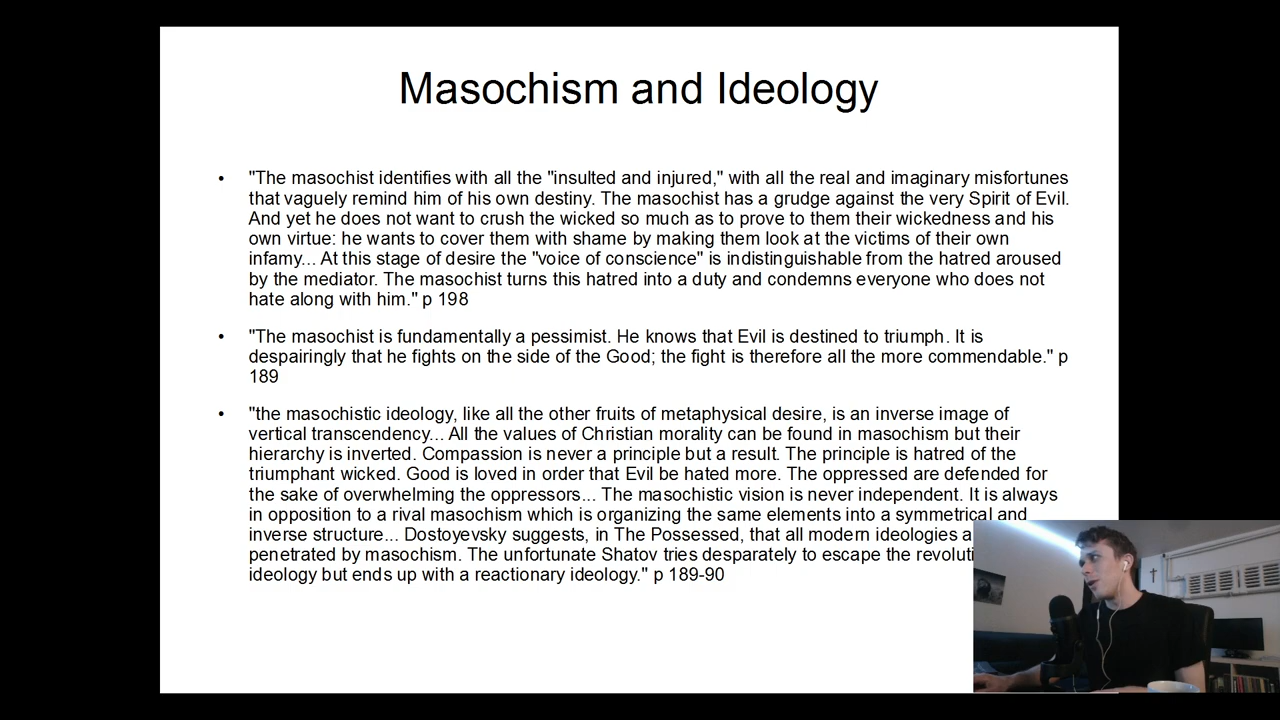 Masochism and Ideology
• "The masochist identifies with all the "insulted and injured," with all the real and imaginary misfortunes
that vaguely remind him of his own destiny. The masochist has a grudge against the very Spirit of Evil.
And yet he does not want to crush the wicked so much as to prove to them their wickedness and his
own virtue: he wants to cover them with shame by making them look at the victims of their own
infamy... At this stage of desire the "voice of conscience" is indistinguishable from the hatred aroused
by the mediator. The masochist turns this hatred into a duty and condemns everyone who does not
hate along with him." p 198
• "The masochist is fundamentally a pessimist. He knows that Evil is destined to triumph. It is
despairingly that he fights on the side of the Good; the fight is therefore all the more commendable." p
189
• "the masochistic ideology, like all the other fruits of metaphysical desire, is an inverse image of
vertical transcendency... All the values of Christian morality can be found in masochism but their
hierarchy is inverted. Compassion is never a principle but a result. The principle is hatred of the
triumphant wicked. Good is loved in order that Evil be hated more. The oppressed are defended for
the sake of overwhelming the oppressors... The masochistic vision is never independent. It is always
in opposition to a rival masochism which is organizing the same elements into a symmetrical and
inverse structure... Dostoyevsky suggests, in The Possessed, that all modern ideologies a
penetrated by masochism. The unfortunate Shatov tries desparately to escape the revoluti
ideology but ends up with a reactionary ideology." p 189-90